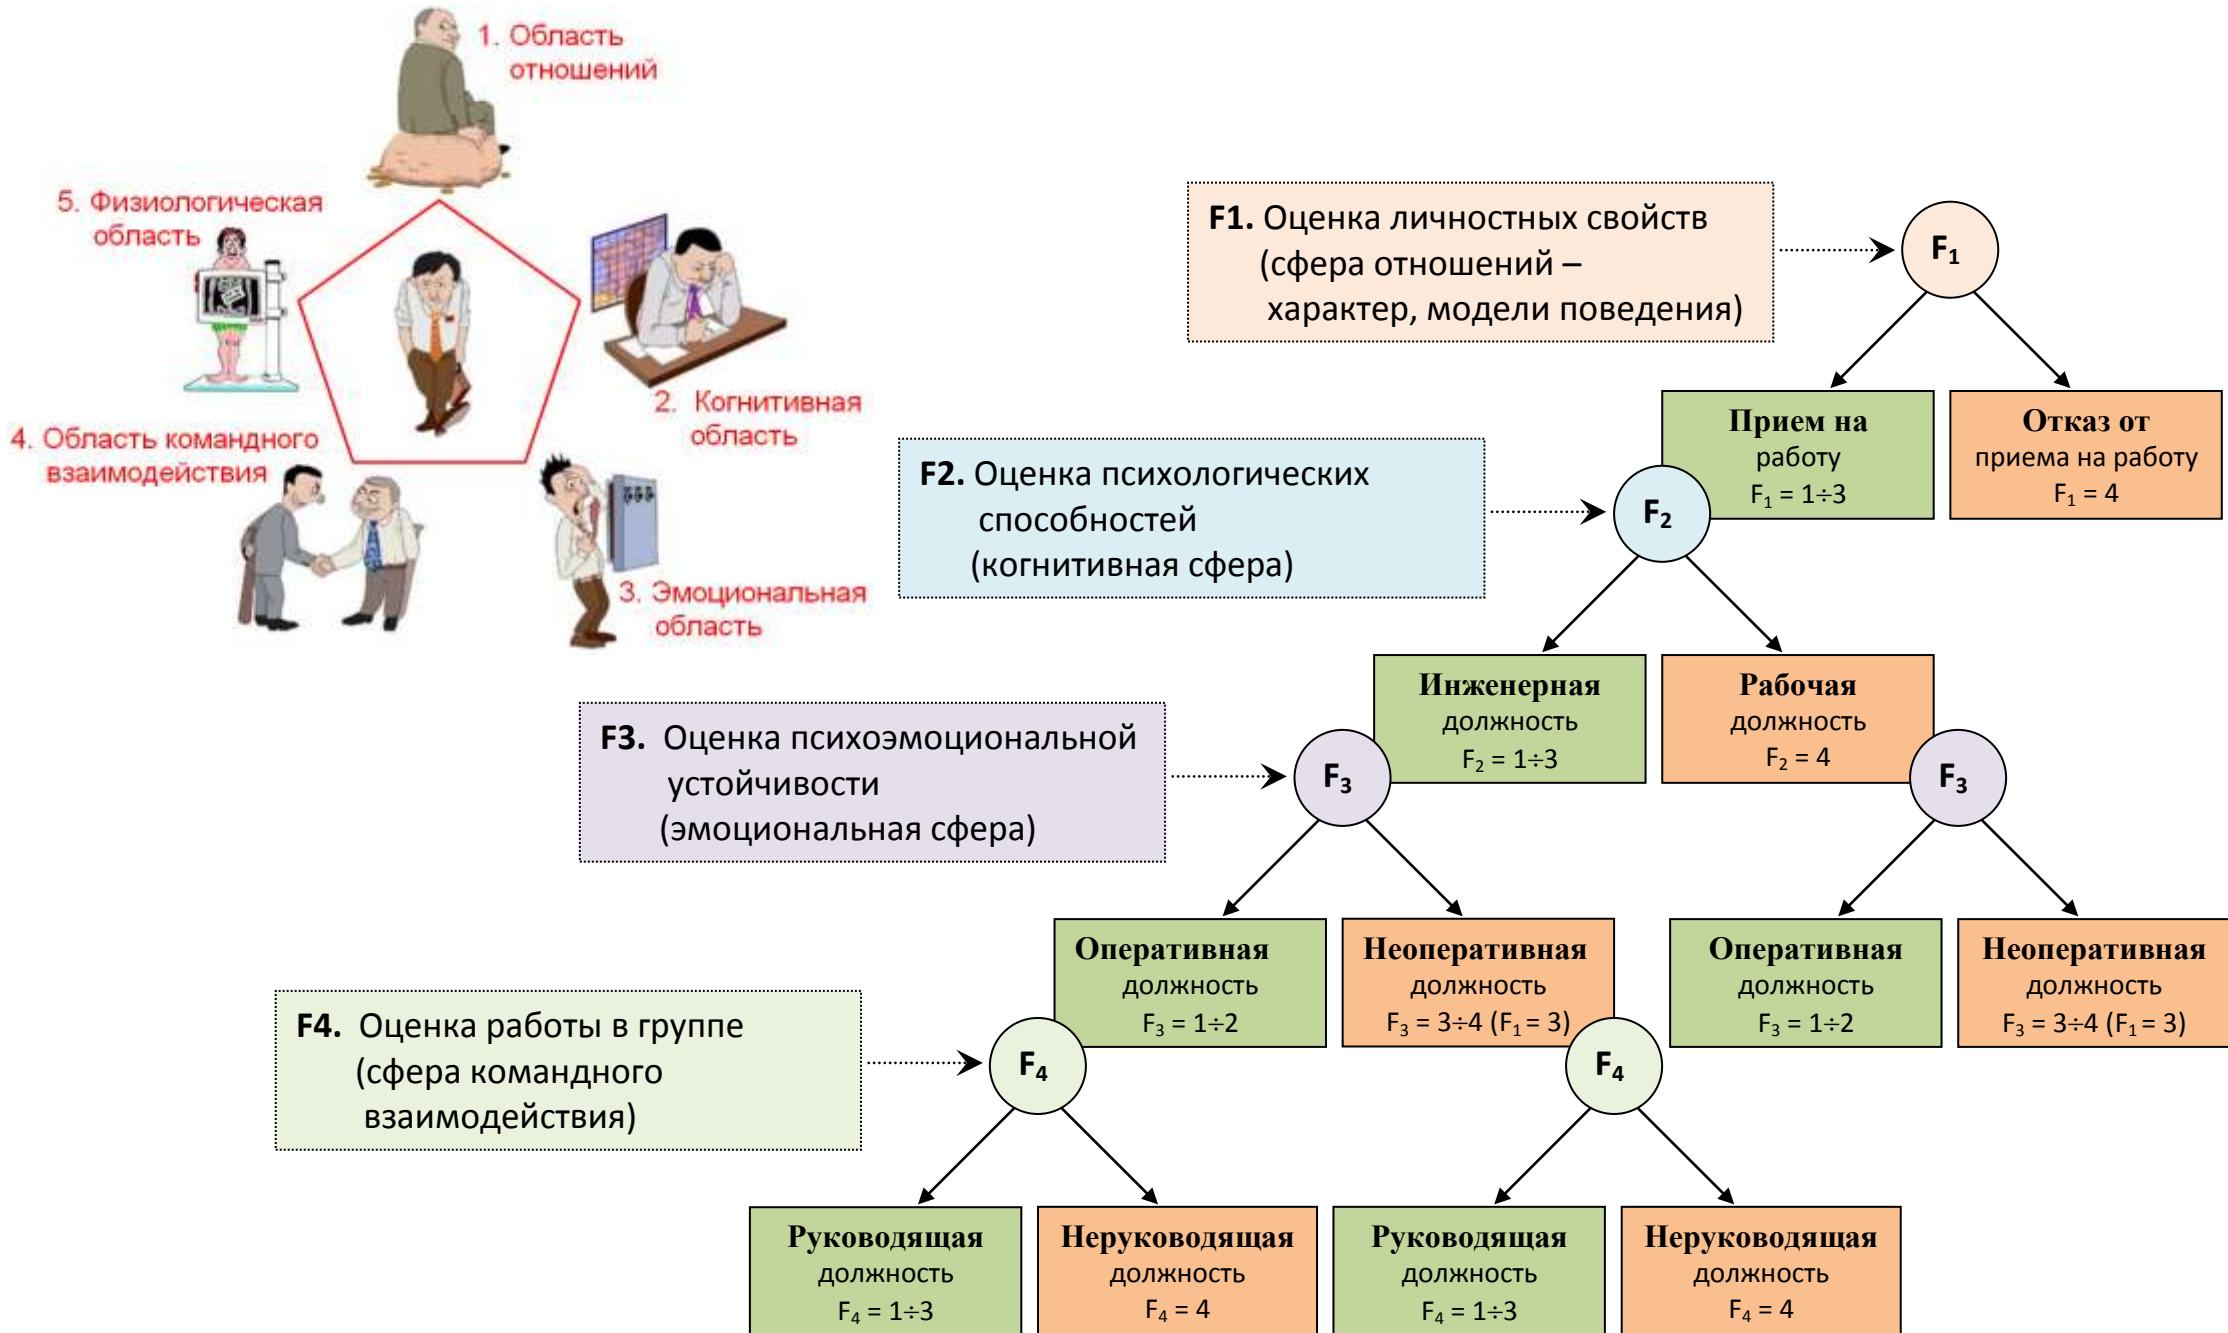 1. Область
отношений
5. Физиологическая
область
2. Когнитивная
область
4. Область командного
взаимодействия
3. Эмоциональная
область
F1. Оценка личностных свойств
(сфера отношений –
характер, модели поведения)
F₁
Прием на
работу
F₁ = 1÷3
Отказ от
приема на работу
F₁ = 4
F2. Оценка психологических
способностей
(когнитивная сфера)
F₂
Инженерная
должность
F₂ = 1÷3
Рабочая
должность
F₂ = 4
F3. Оценка психоэмоциональной
устойчивости
(эмоциональная сфера)
F₃
F₃
Оперативная
должность
F₃ = 1÷2
Неоперативная
должность
F₃ = 3÷4 (F₁ = 3)
Оперативная
должность
F₃ = 1÷2
Неоперативная
должность
F₃ = 3÷4 (F₁ = 3)
F4. Оценка работы в группе
(сфера командного
взаимодействия)
F₄
F₄
Руководящая
должность
F₄ = 1÷3
Неруководящая
должность
F₄ = 4
Руководящая
должность
F₄ = 1÷3
Неруководящая
должность
F₄ = 4